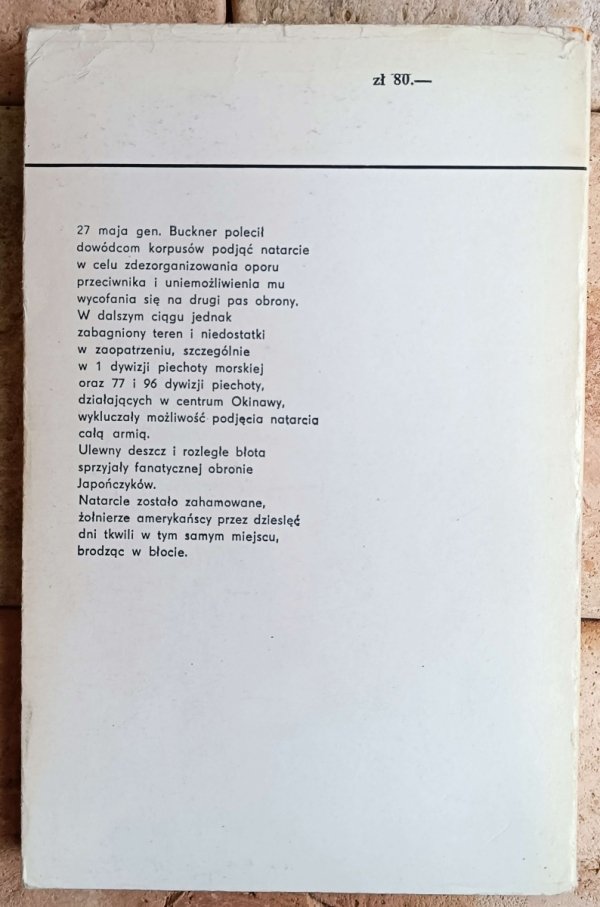 zł 80.—
27 maja gen. Buckner polecił
dowódcom korpusów podjąć natarcie
w celu zdezorganizowania oporu
przeciwnika i uniemożliwienia mu
wycofania się na drugi pas obrony.
W dalszym ciągu jednak
zabagniony teren i niedostatki
w zaopatrzeniu, szczególnie
w 1 dywizji piechoty morskiej
oraz 77 i 96 dywizji piechoty,
działających w centrum Okinawy,
wykluczały możliwość podjęcia natarcia
całą armią.
Ulewny deszcz i rozległe błota
sprzyjały fanatycznej obronie
Japończyków.
Natarcie zostało zahamowane,
żołnierze amerykańscy przez dziesięć
dni tkwili w tym samym miejscu,
brodząc w błocie.